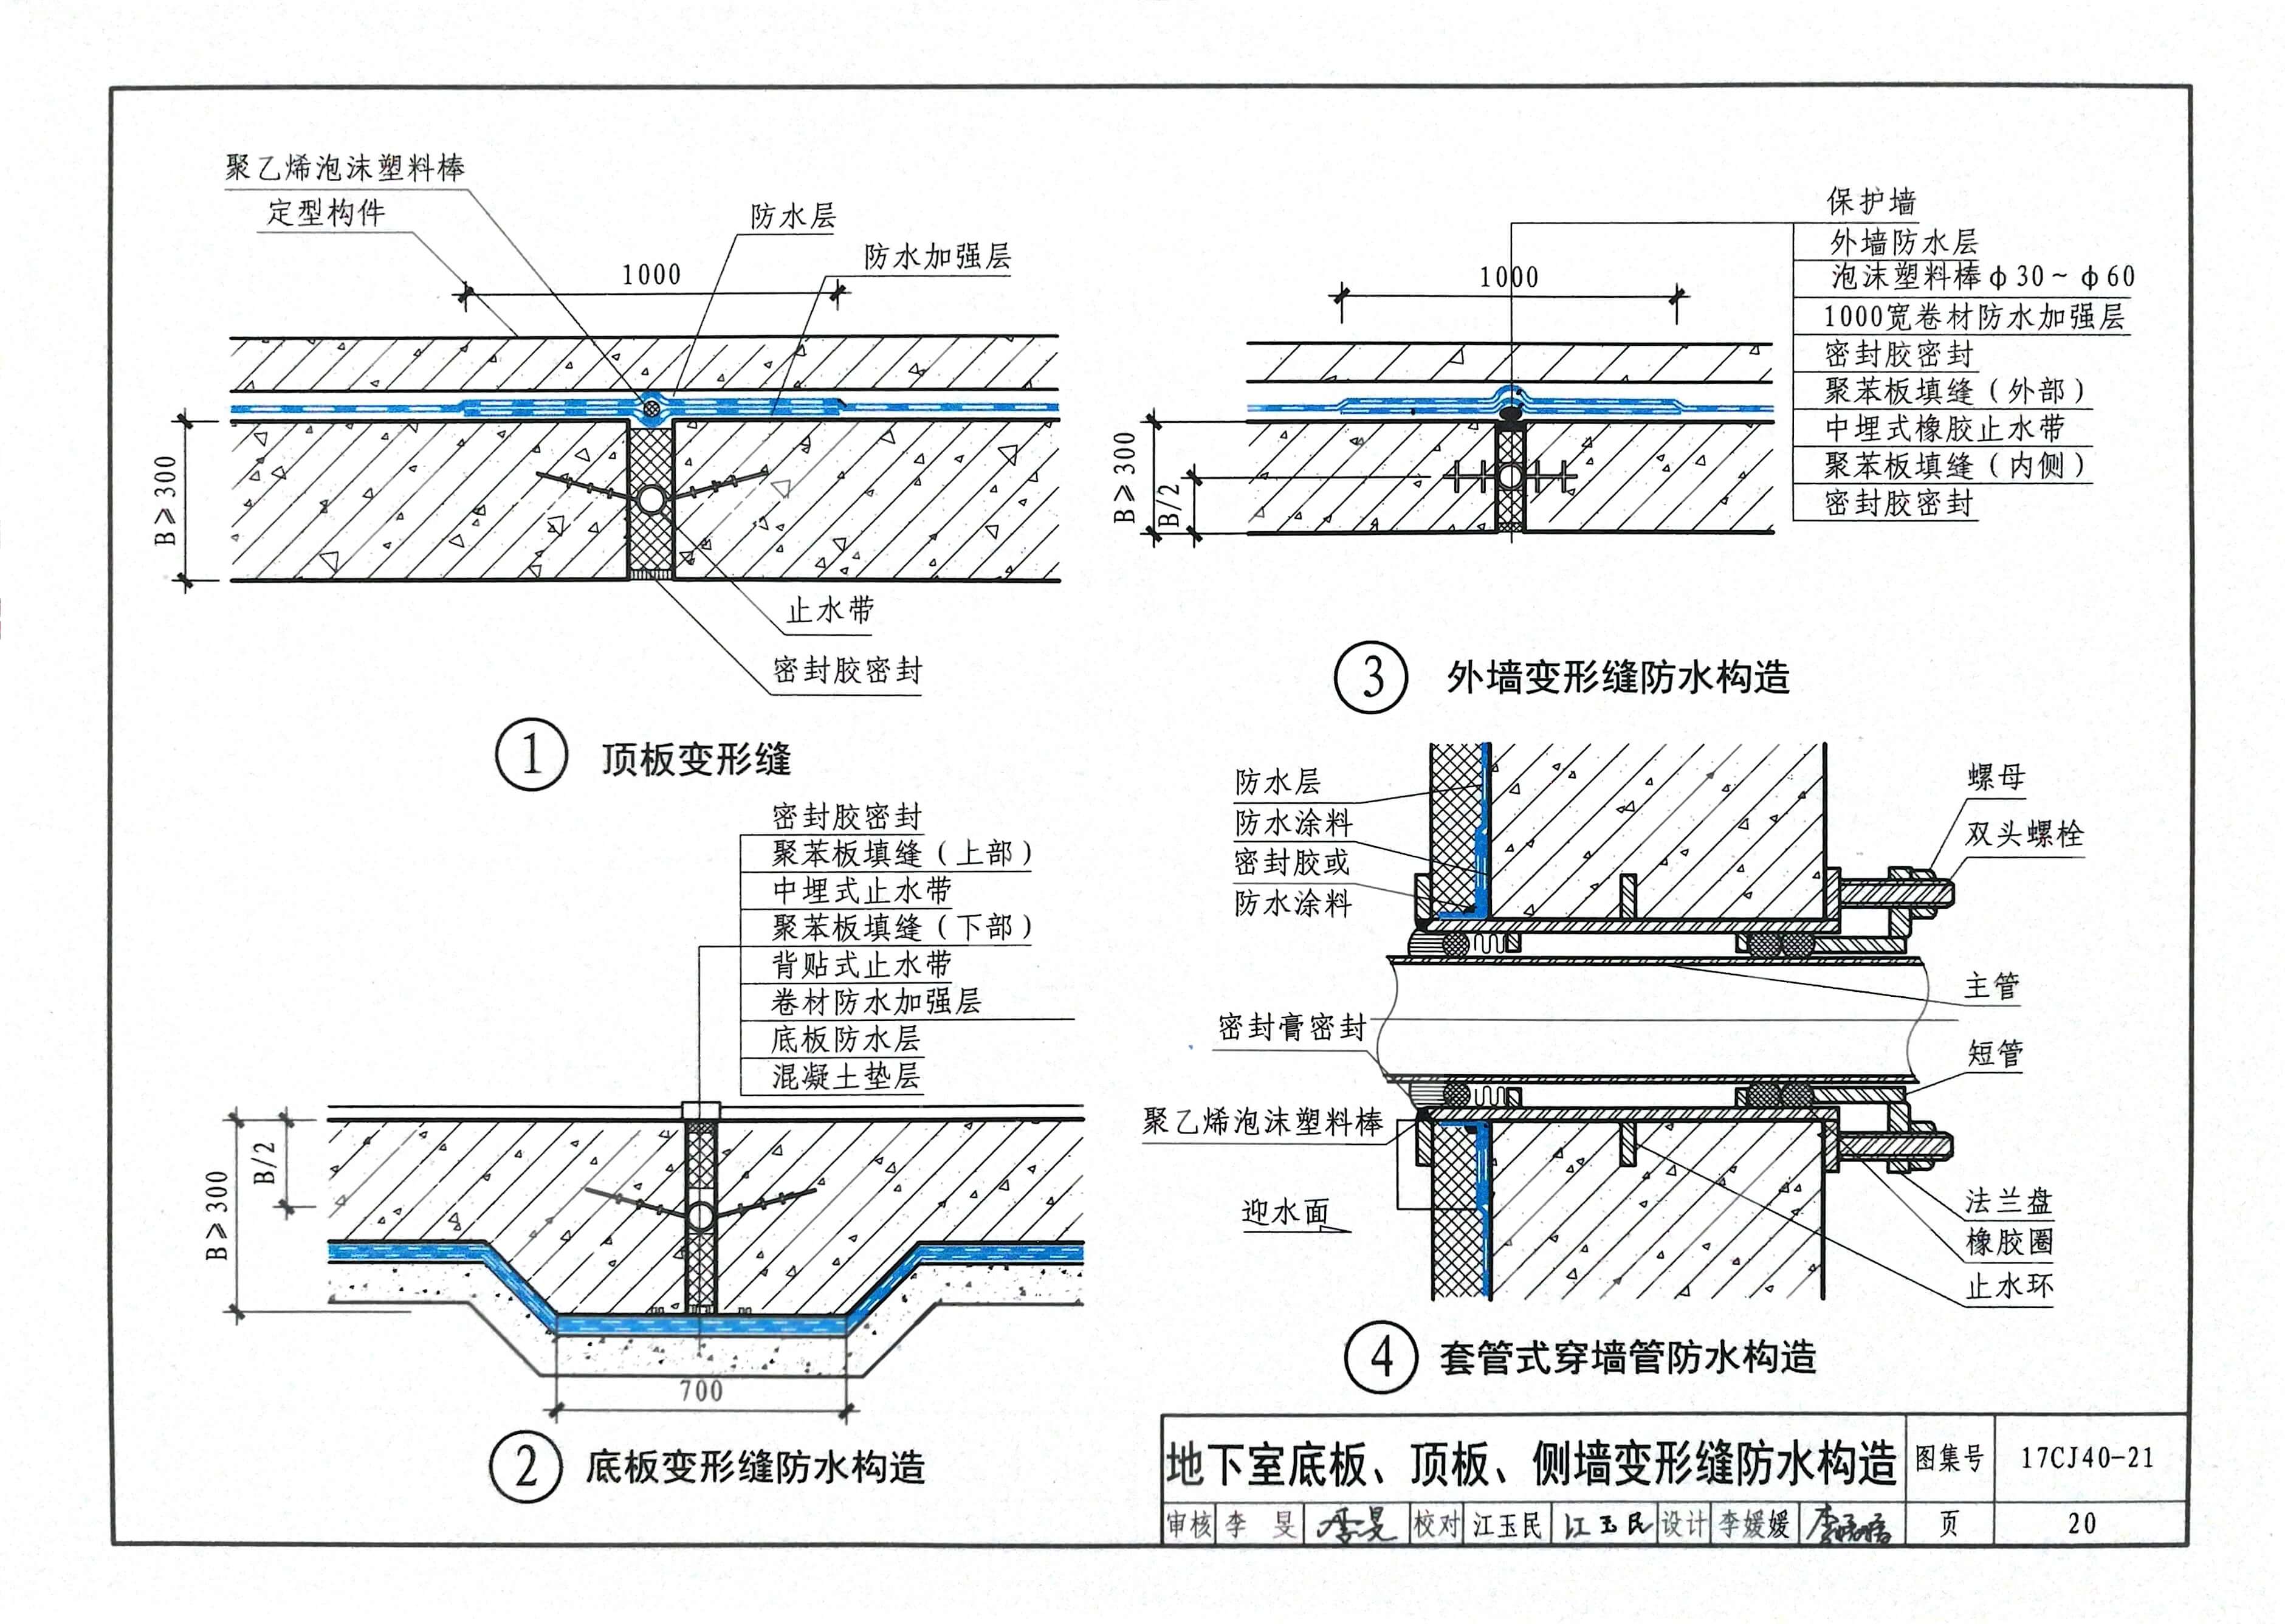 聚乙烯泡沫塑料棒
定型构件
防水层
防水加强层
1000
B≥300
止水带
密封胶密封
1 顶板变形缝
保护墙
外墙防水层
泡沫塑料棒ф30~ф60
1000宽卷材防水加强层
密封胶密封
聚苯板填缝(外部)
中埋式橡胶止水带
聚苯板填缝(内侧)
密封胶密封
1000
B≥300
B/2
3 外墙变形缝防水构造
密封胶密封
聚苯板填缝(上部)
中埋式止水带
聚苯板填缝(下部)
背贴式止水带
卷材防水加强层
底板防水层
混凝土垫层
B/2
B≥300
700
2 底板变形缝防水构造
防水层
防水涂料
密封胶或
防水涂料
密封膏密封
聚乙烯泡沫塑料棒
迎水面
螺母
双头螺栓
主管
短管
法兰盘
橡胶圈
止水环
4 套管式穿墙管防水构造
地下室底板、顶板、侧墙变形缝防水构造 图集号 17CJ40-21
审核 李旻 李旻 校对 江玉民 江玉民 设计 李媛媛 页 20